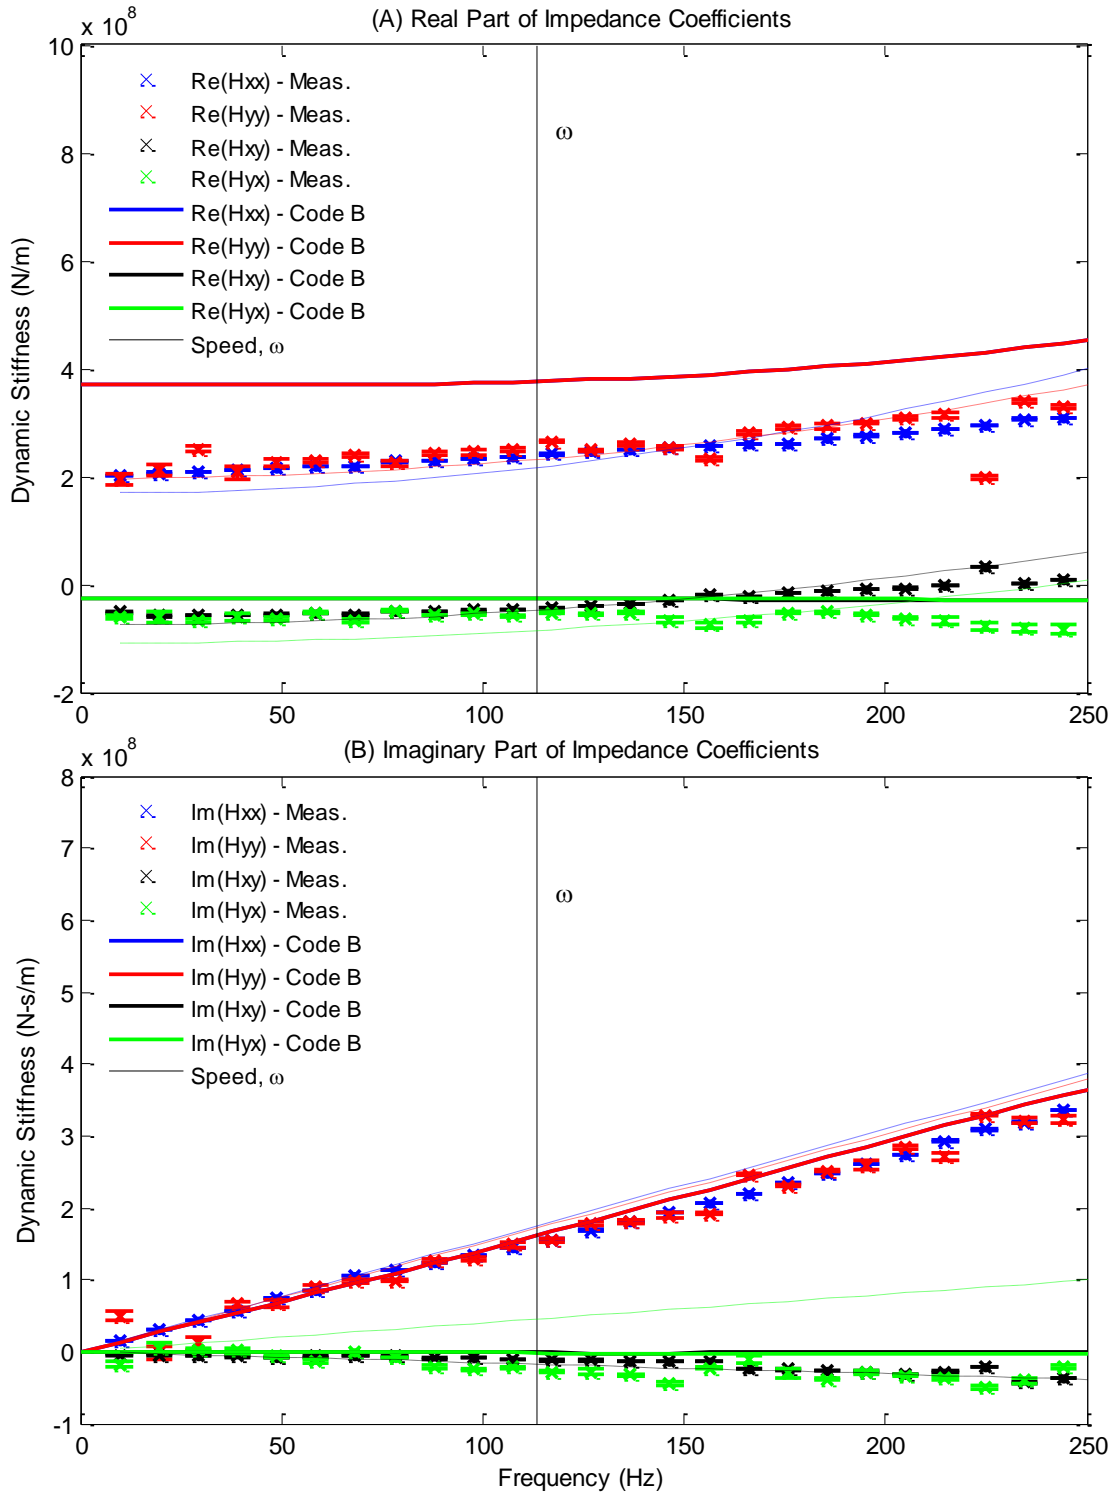 (A) Real Part of Impedance Coefficients
x 10^8
10
8
6
4
2
0
-2
Dynamic Stiffness (N/m)
Re(Hxx) - Meas.
Re(Hyy) - Meas.
Re(Hxy) - Meas.
Re(Hyx) - Meas.
Re(Hxx) - Code B
Re(Hyy) - Code B
Re(Hxy) - Code B
Re(Hyx) - Code B
Speed, ω
ω
0 50 100 150 200 250
(B) Imaginary Part of Impedance Coefficients
x 10^8
8
7
6
5
4
3
2
1
0
-1
Dynamic Stiffness (N-s/m)
Im(Hxx) - Meas.
Im(Hyy) - Meas.
Im(Hxy) - Meas.
Im(Hyx) - Meas.
Im(Hxx) - Code B
Im(Hyy) - Code B
Im(Hxy) - Code B
Im(Hyx) - Code B
Speed, ω
ω
0 50 100 150 200 250
Frequency (Hz)